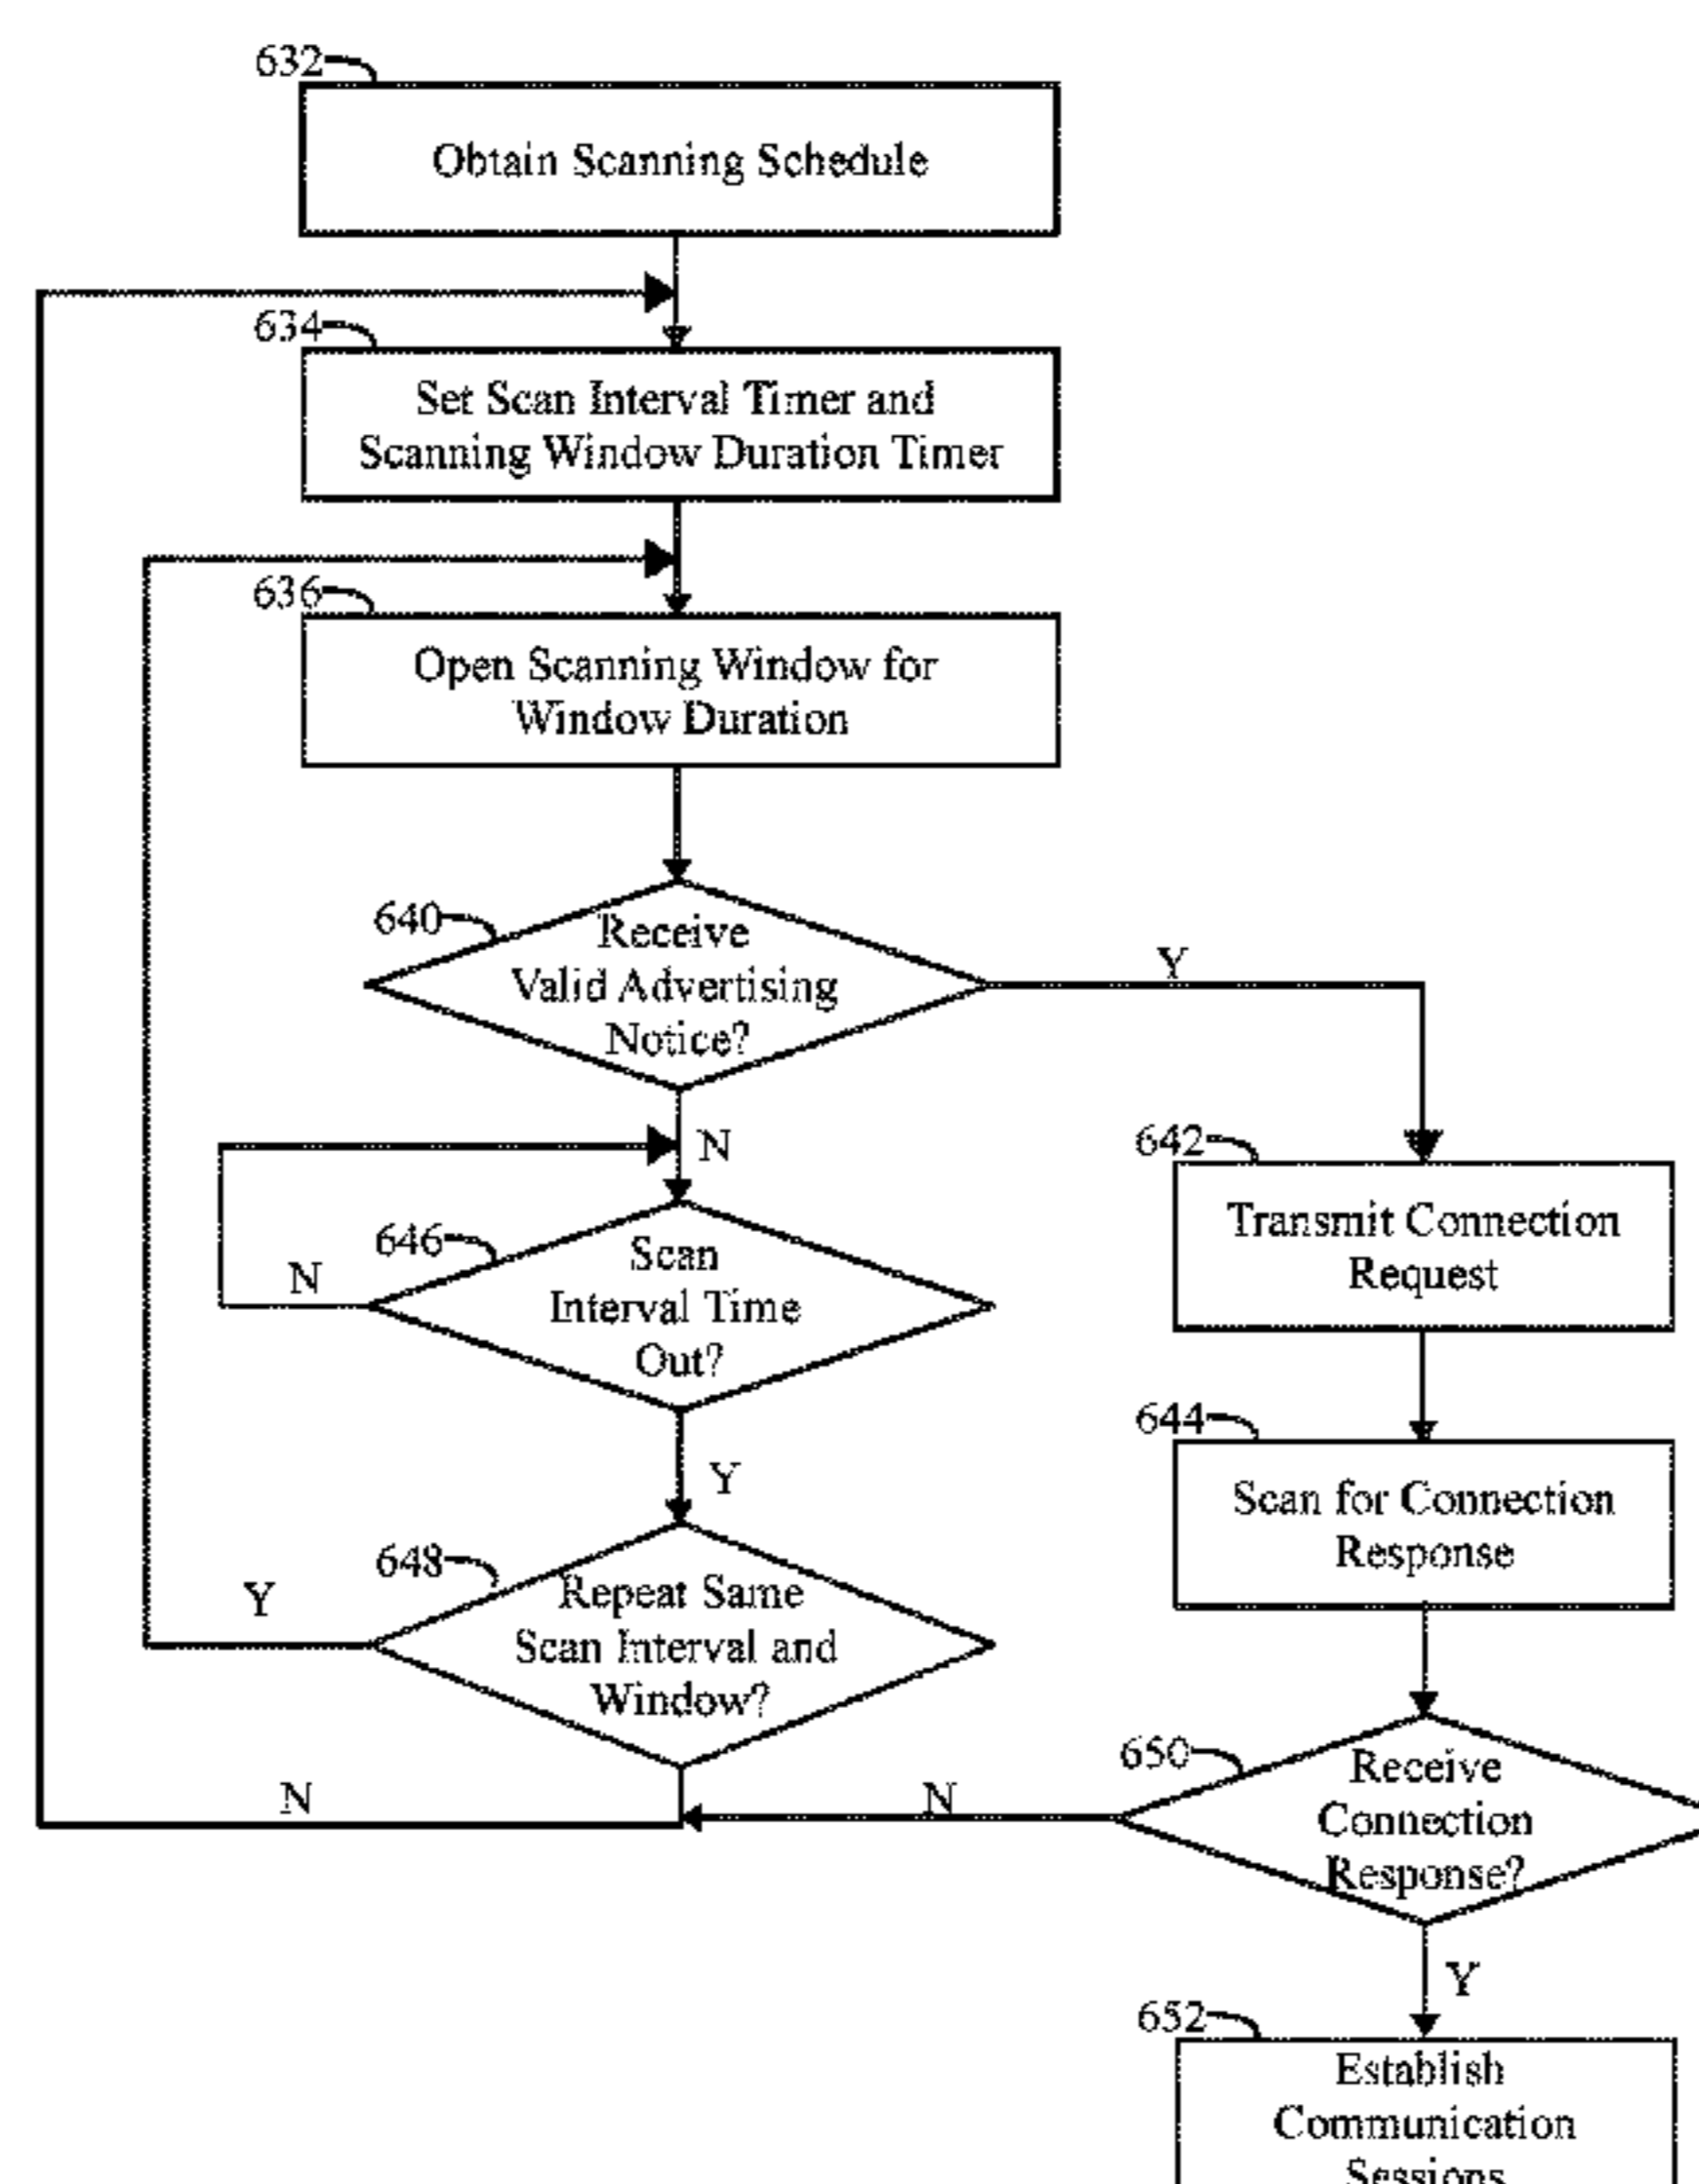 632
Obtain Scanning Schedule
634
Set Scan Interval Timer and
Scanning Window Duration Timer
636
Open Scanning Window for
Window Duration
640
Receive
Valid Advertising
Notice?
Y
N
642
Transmit Connection
Request
646
Scan
Interval Time
Out?
N
Y
644
Scan for Connection
Response
648
Repeat Same
Scan Interval and
Window?
Y
N
650
Receive
Connection
Response?
N
Y
652
Establish
Communication
Sessions